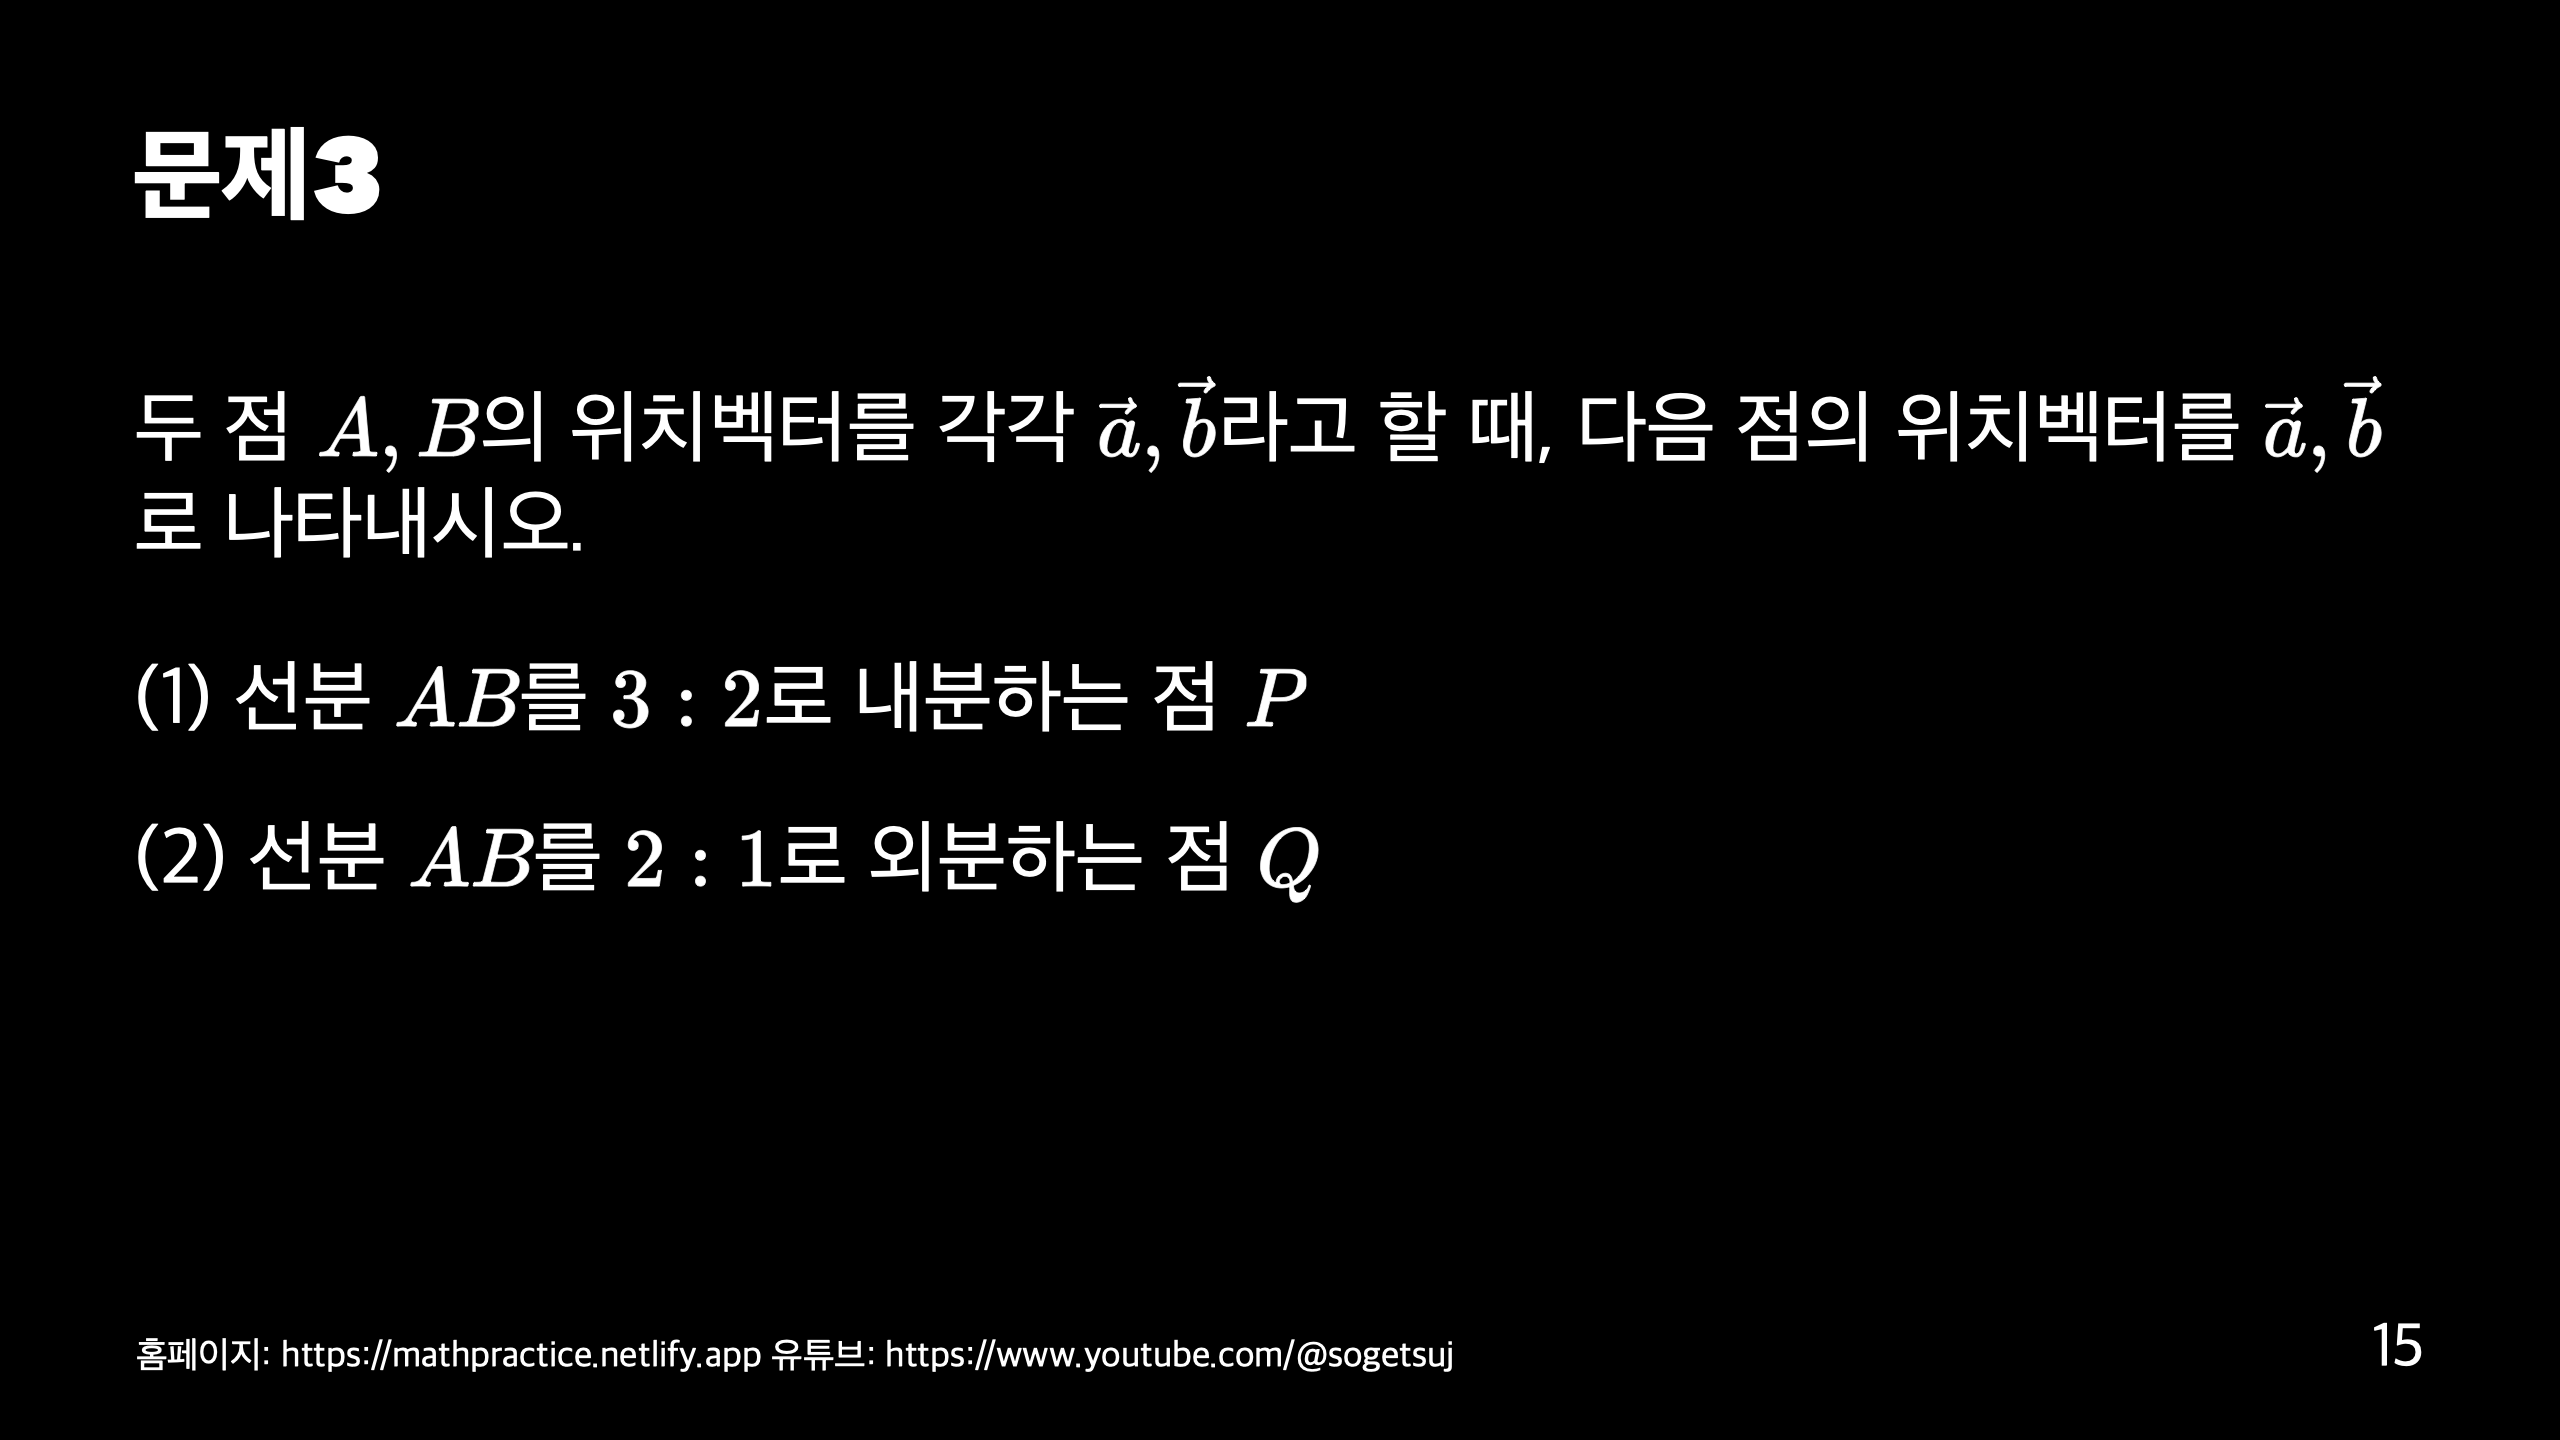 문제3
두 점 $A, B$의 위치벡터를 각각 $\vec{a}, \vec{b}$라고 할 때, 다음 점의 위치벡터를 $\vec{a}, \vec{b}$
로 나타내시오.
(1) 선분 $AB$를 $3 : 2$로 내분하는 점 $P$
(2) 선분 $AB$를 $2 : 1$로 외분하는 점 $Q$
홈페이지: https://mathpractice.netlify.app 유튜브: https://www.youtube.com/@sogetsuj
15